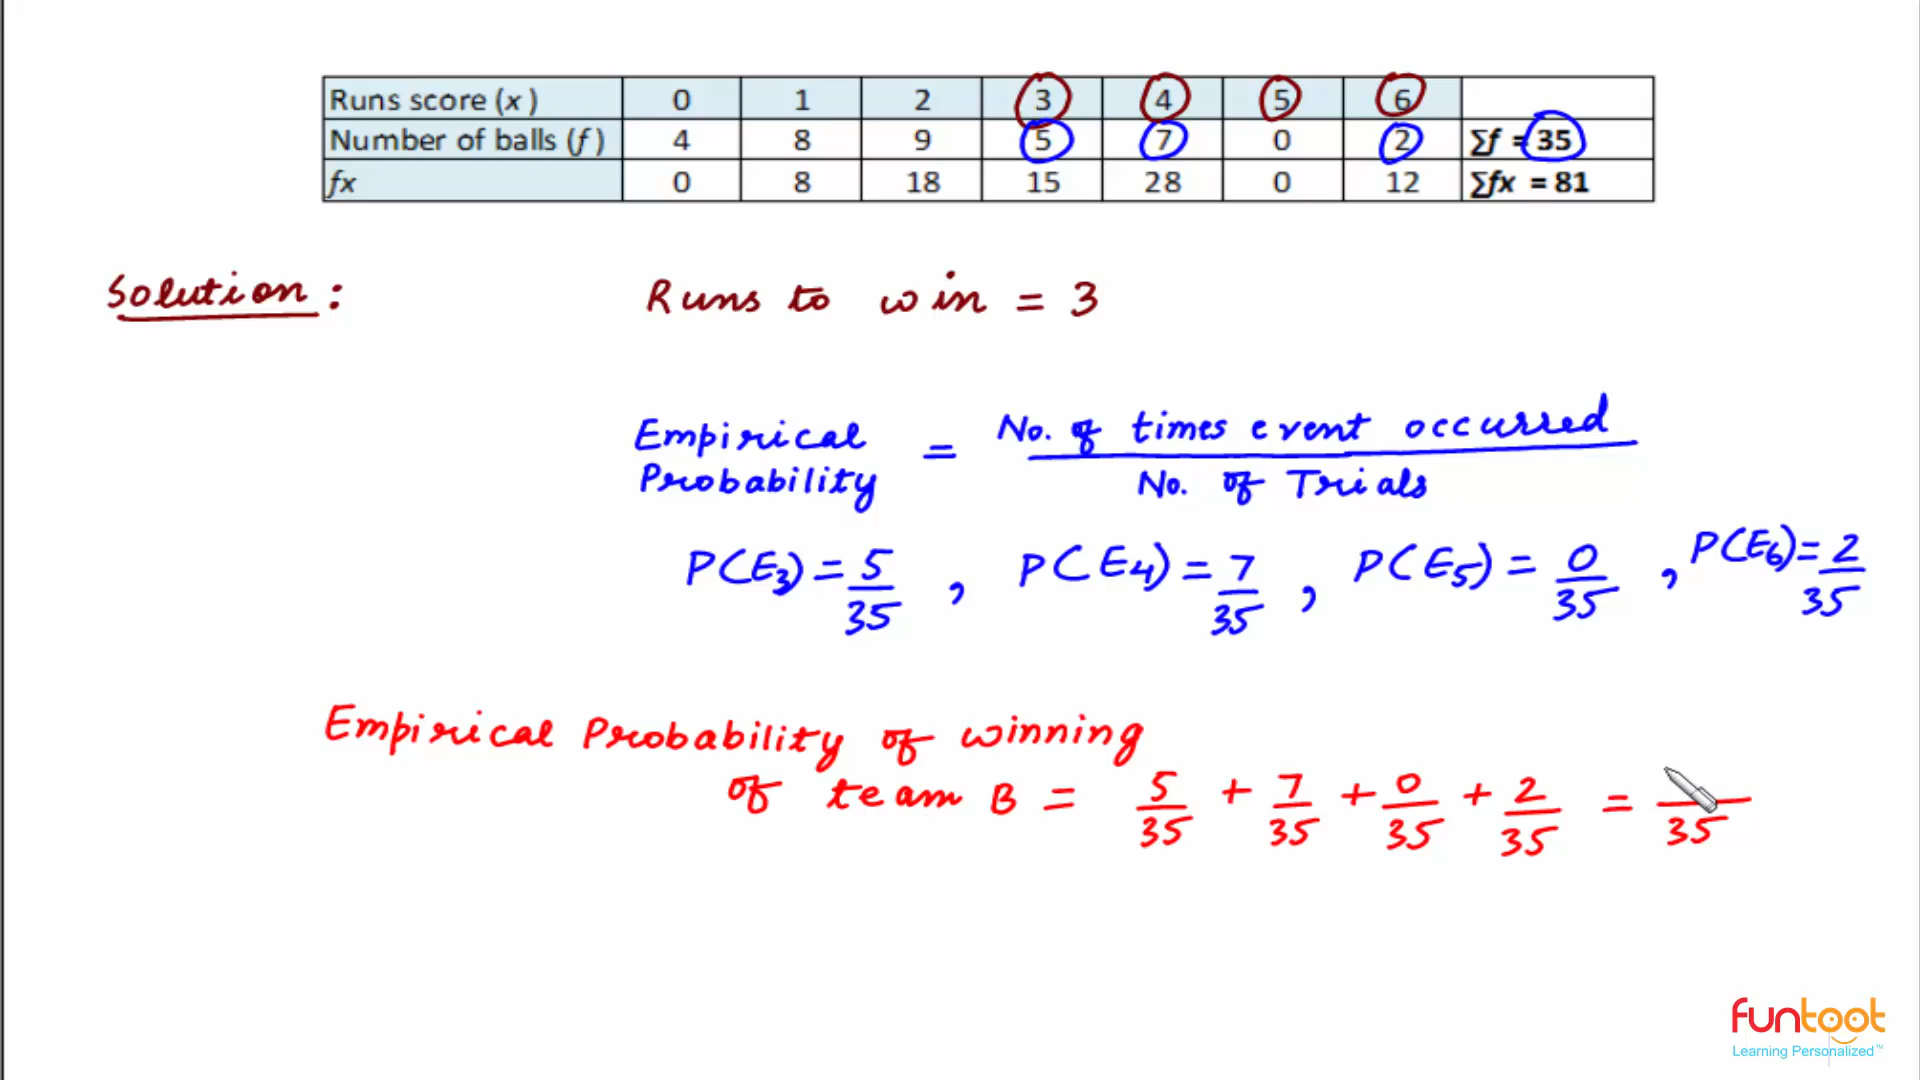 Runs score (x) 0 1 2 3 4 5 6
Number of balls (f) 4 8 9 5 7 0 2 ∑f = 35
fx 0 8 18 15 28 0 12 ∑fx = 81
Solution : Runs to win = 3
Empirical Probability = No. of times event occurred / No. of Trials
P(E3) = 5/35 , P(E4) = 7/35 , P(E5) = 0/35 , P(E6) = 2/35
Empirical Probability of winning
of team B = 5/35 + 7/35 + 0/35 + 2/35 = /35
funtoot
Learning Personalized™